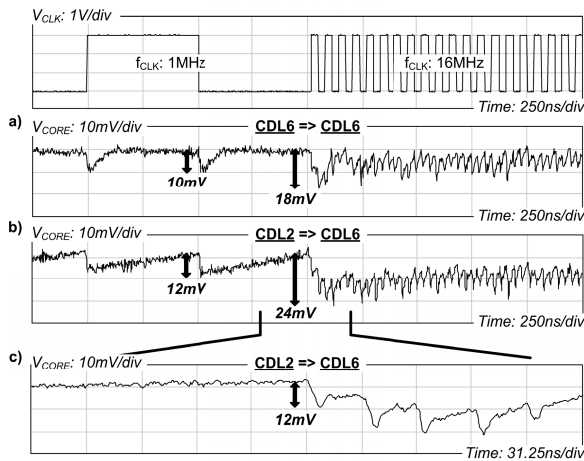 V_CLK: 1V/div
f_CLK: 1MHz
f_CLK: 16MHz
Time: 250ns/div
a) V_CORE: 10mV/div CDL6 => CDL6
10mV
18mV
Time: 250ns/div
b) V_CORE: 10mV/div CDL2 => CDL6
12mV
24mV
Time: 250ns/div
c) V_CORE: 10mV/div CDL2 => CDL6
12mV
Time: 31.25ns/div